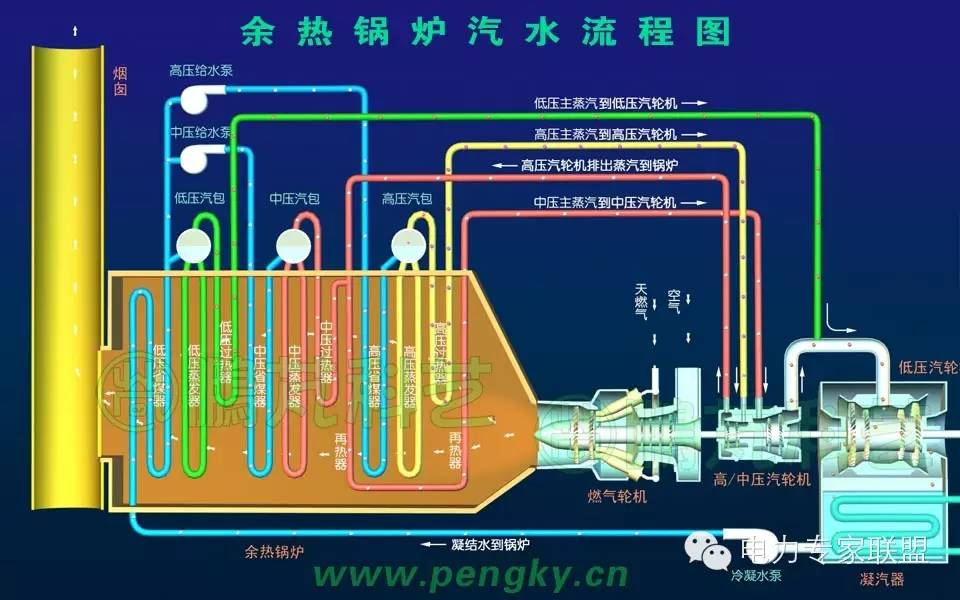 余热锅炉汽水流程图
烟囱
高压给水泵
中压给水泵
低压主蒸汽到低压汽轮机
高压主蒸汽到高压汽轮机
高压汽轮机排出蒸汽到锅炉
中压主蒸汽到中压汽轮机
低压汽包
中压汽包
高压汽包
天燃气
空气
低压省煤器
低压蒸发器
低压过热器
中压省煤器
中压蒸发器
中压过热器
再热器
高压省煤器
高压蒸发器
高压过热器
再热器
鹏芃科艺
低压汽轮
燃气轮机
高/中压汽轮机
余热锅炉
凝结水到锅炉
冷凝水泵
凝汽器
电力专家联盟
www.pengky.cn